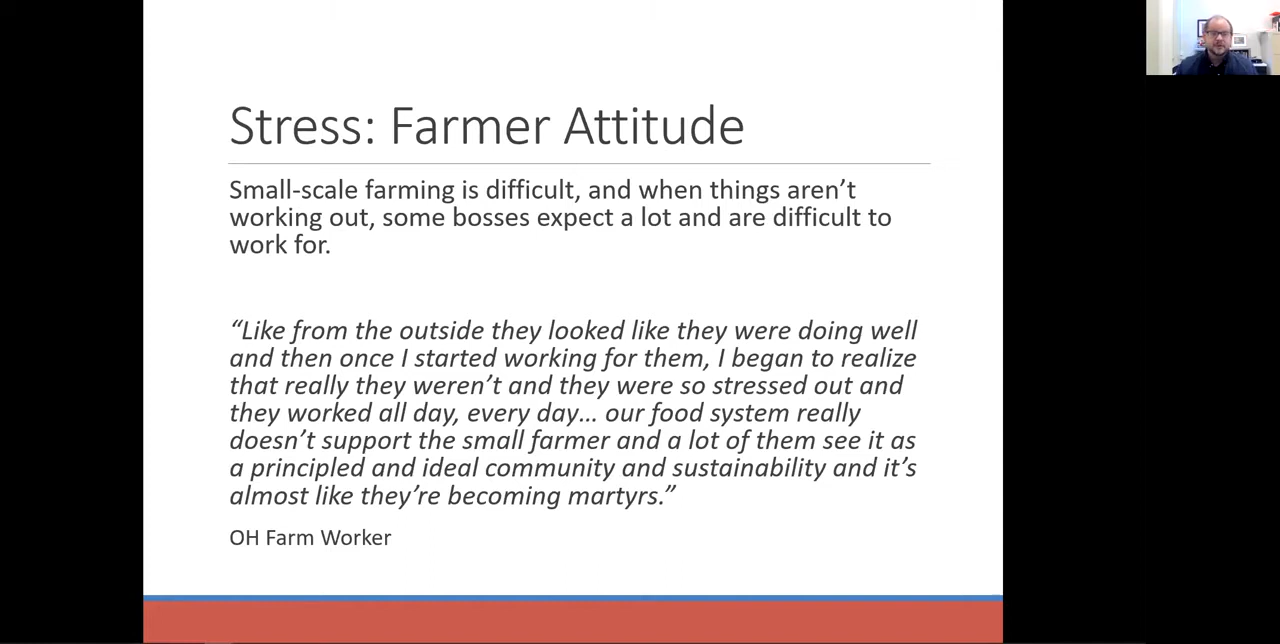 Stress: Farmer Attitude
Small-scale farming is difficult, and when things aren’t
working out, some bosses expect a lot and are difficult to
work for.
“Like from the outside they looked like they were doing well
and then once I started working for them, I began to realize
that really they weren’t and they were so stressed out and
they worked all day, every day… our food system really
doesn’t support the small farmer and a lot of them see it as
a principled and ideal community and sustainability and it’s
almost like they’re becoming martyrs.”
OH Farm Worker